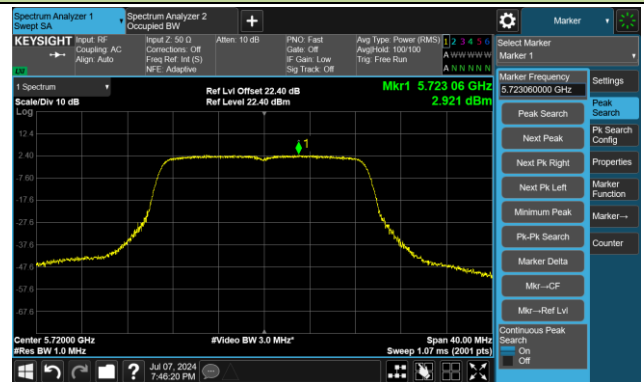 Spectrum Analyzer 1
Swept SA
Spectrum Analyzer 2
Occupied BW
Marker
KEYSIGHT
Input: RF
Coupling: AC
Align: Auto
Input Z: 50 Ω
Corrections: Off
Freq Ref: Int (S)
NFE: Adaptive
Atten: 10 dB
PNO: Fast
Gate: Off
IF Gain: Low
Sig Track: Off
Avg Type: Power (RMS)
Avg|Hold: 100/100
Trig: Free Run
1 2 3 4 5 6
A W W W W W
A N N N N N
LW
Select Marker
Marker 1
1 Spectrum
Scale/Div 10 dB
Log
Ref Lvl Offset 22.40 dB
Ref Level 22.40 dBm
Mkr1 5.723 06 GHz
2.921 dBm
12.4
2.40
-7.60
-17.6
-27.6
-37.6
-47.6
-57.6
-67.6
1
Center 5.72000 GHz
#Res BW 1.0 MHz
#Video BW 3.0 MHz*
Span 40.00 MHz
Sweep 1.07 ms (2001 pts)
Marker Frequency
5.723060000 GHz
Peak Search
Next Peak
Next Pk Right
Next Pk Left
Minimum Peak
Pk-Pk Search
Marker Delta
Mkr→CF
Mkr→Ref Lvl
Continuous Peak
Search
On
Off
Settings
Peak
Search
Pk Search
Config
Properties
Marker
Function
Marker→
Counter
Jul 07, 2024
7:46:20 PM